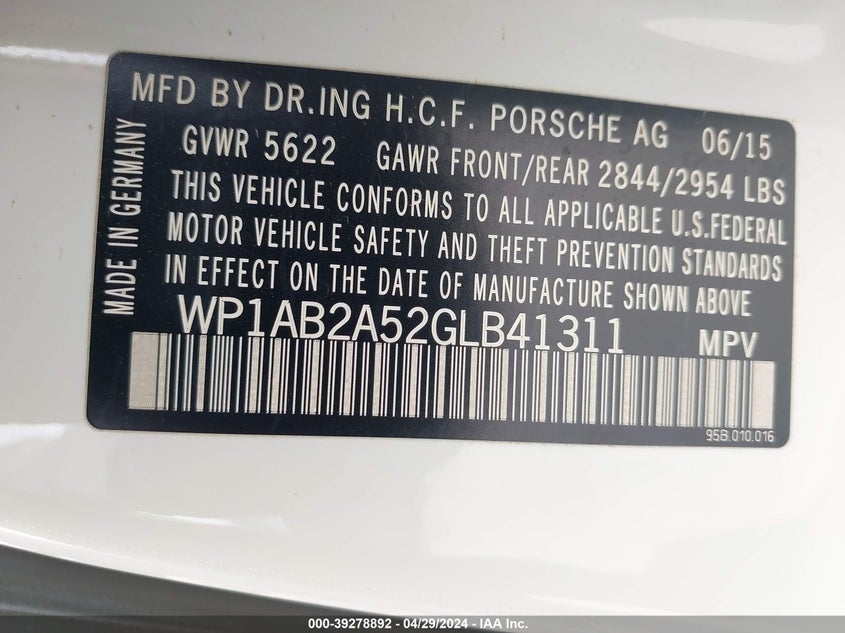 MFD BY DR.ING H.C.F. PORSCHE AG 06/15
GVWR 5622 GAWR FRONT/REAR 2844/2954 LBS
THIS VEHICLE CONFORMS TO ALL APPLICABLE U.S.FEDERAL
MOTOR VEHICLE SAFETY AND THEFT PREVENTION STANDARDS
IN EFFECT ON THE DATE OF MANUFACTURE SHOWN ABOVE
WP1AB2A52GLB41311 MPV
95B.010.016
MADE IN GERMANY
000-39278892 - 04/29/2024 - IAA Inc.